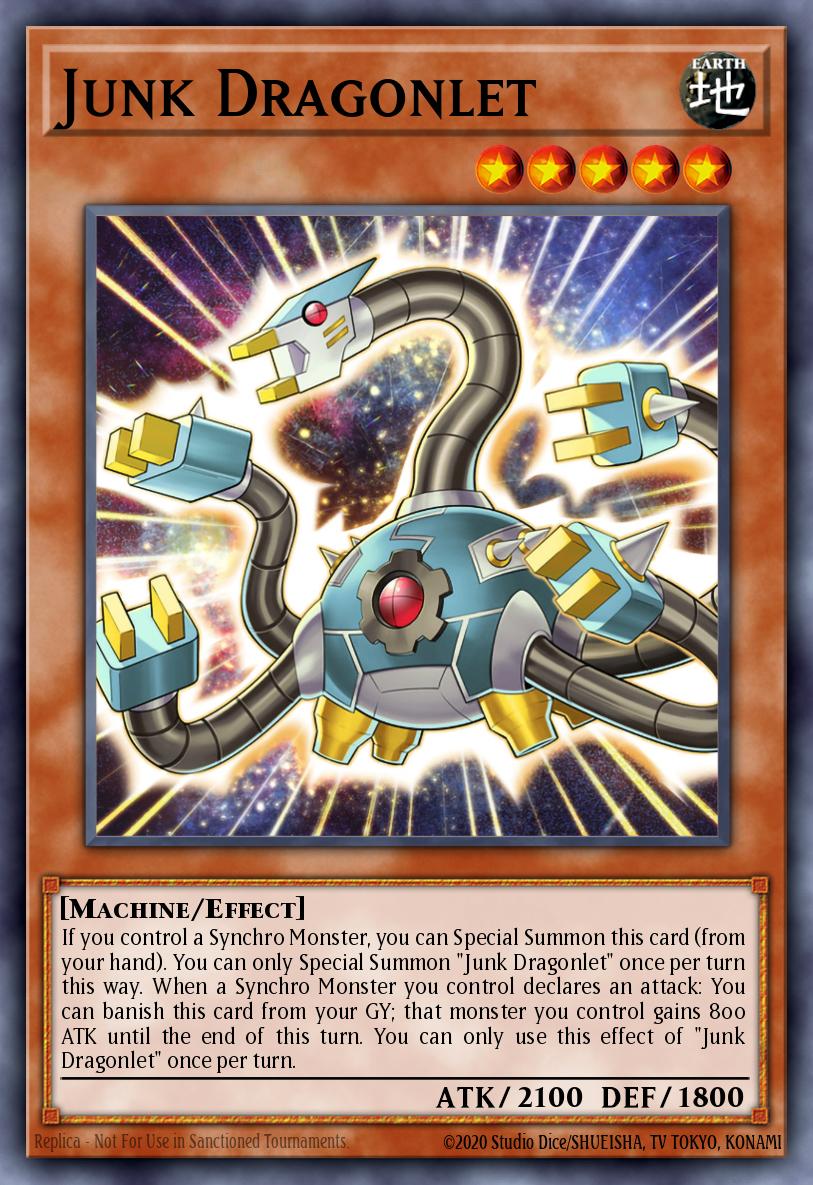 Junk Dragonlet
EARTH
地
[Machine/Effect]
If you control a Synchro Monster, you can Special Summon this card (from
your hand). You can only Special Summon "Junk Dragonlet" once per turn
this way. When a Synchro Monster you control declares an attack: You
can banish this card from your GY; that monster you control gains 800
ATK until the end of this turn. You can only use this effect of "Junk
Dragonlet" once per turn.
ATK/2100 DEF/1800
Replica - Not For Use in Sanctioned Tournaments.
©2020 Studio Dice/SHUEISHA, TV TOKYO, KONAMI